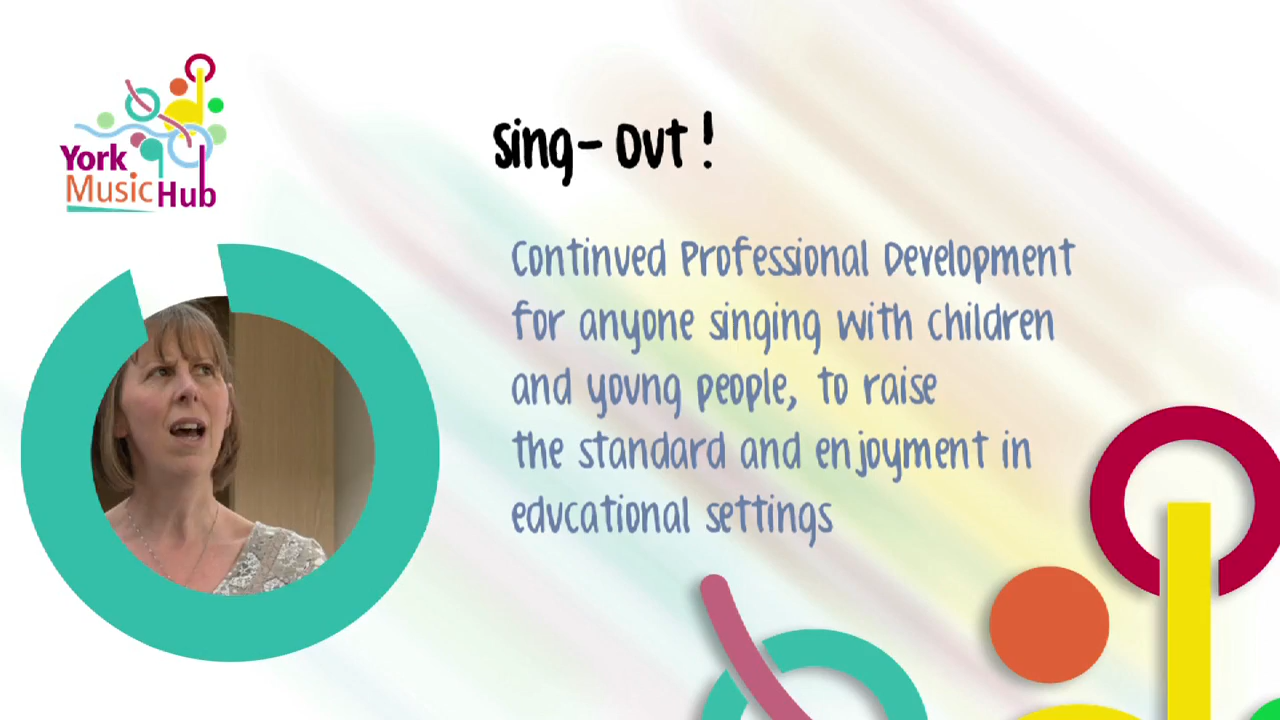 York
Music Hub
Sing-Out!
Continued Professional Development
for anyone singing with children
and young people, to raise
the standard and enjoyment in
educational settings